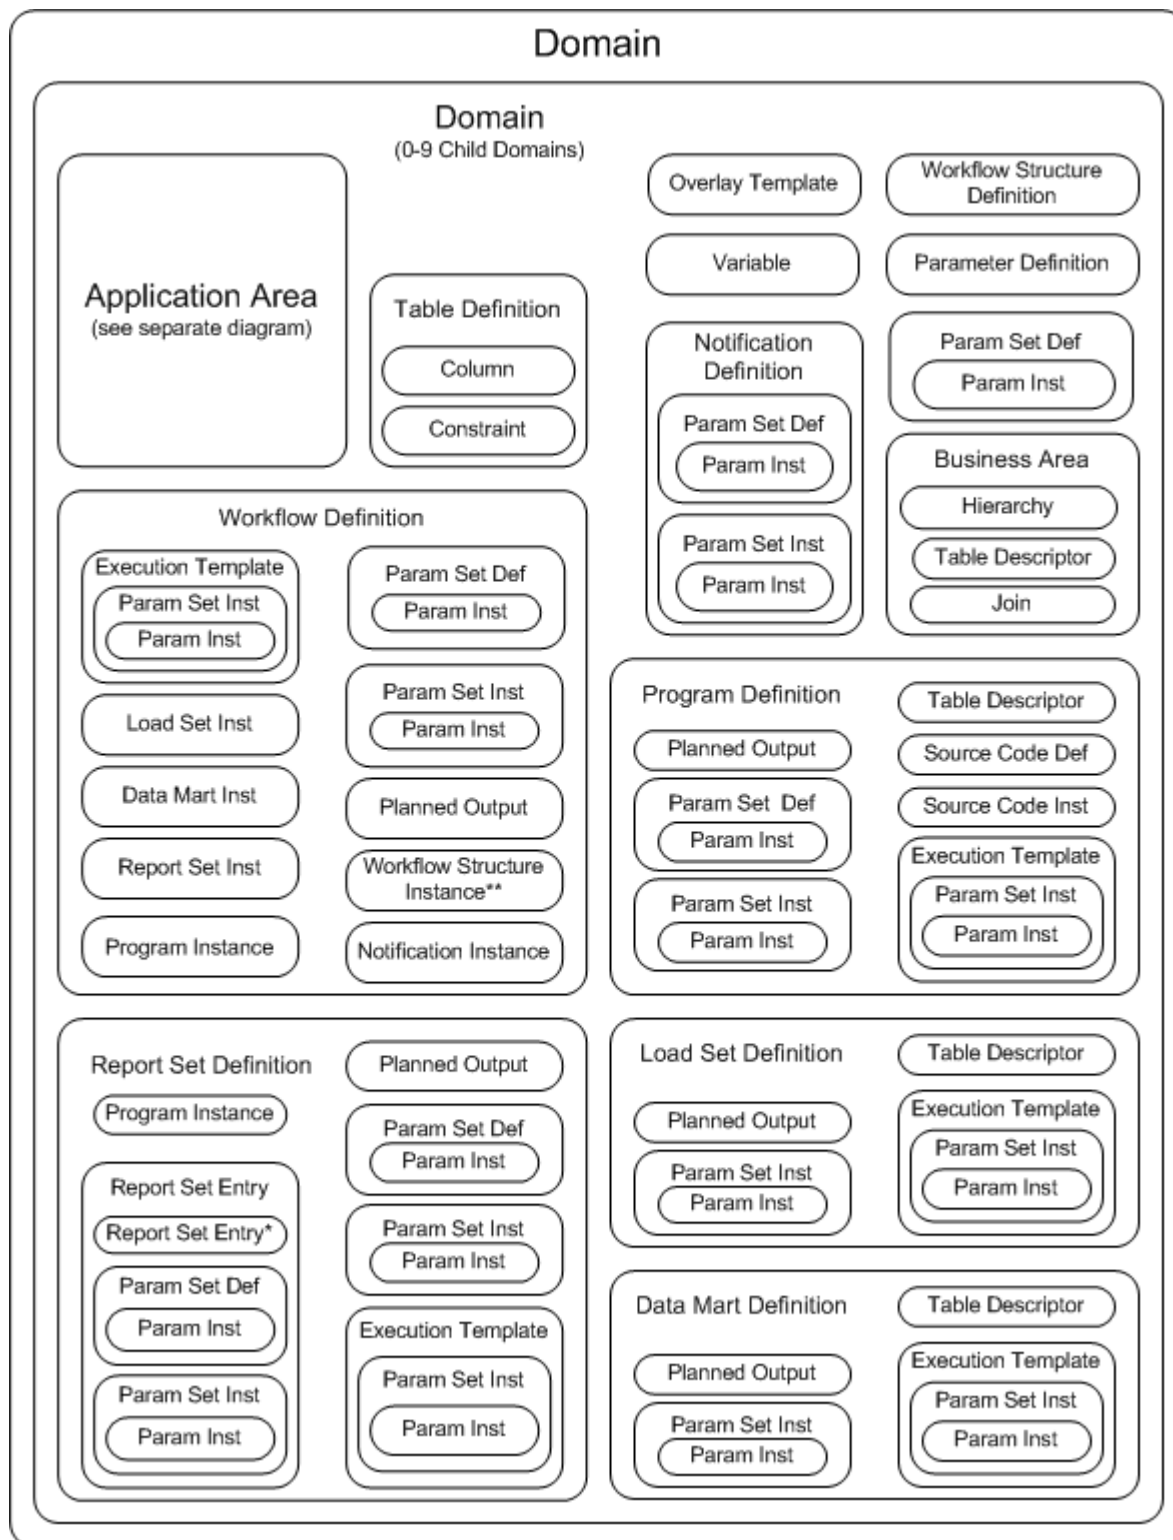 Domain
Domain
(0-9 Child Domains)
Application Area
(see separate diagram)
Table Definition
Column
Constraint
Overlay Template
Workflow Structure
Definition
Variable
Parameter Definition
Notification
Definition
Param Set Def
Param Inst
Param Set Inst
Param Inst
Param Set Def
Param Inst
Business Area
Hierarchy
Table Descriptor
Join
Workflow Definition
Execution Template
Param Set Inst
Param Inst
Load Set Inst
Data Mart Inst
Report Set Inst
Program Instance
Param Set Def
Param Inst
Param Set Inst
Param Inst
Planned Output
Workflow Structure
Instance**
Notification Instance
Program Definition
Planned Output
Param Set Def
Param Inst
Param Set Inst
Param Inst
Table Descriptor
Source Code Def
Source Code Inst
Execution Template
Param Set Inst
Param Inst
Report Set Definition
Program Instance
Report Set Entry
Report Set Entry*
Param Set Def
Param Inst
Param Set Inst
Param Inst
Planned Output
Param Set Def
Param Inst
Param Set Inst
Param Inst
Execution Template
Param Set Inst
Param Inst
Load Set Definition
Planned Output
Param Set Inst
Param Inst
Table Descriptor
Execution Template
Param Set Inst
Param Inst
Data Mart Definition
Planned Output
Param Set Inst
Param Inst
Table Descriptor
Execution Template
Param Set Inst
Param Inst